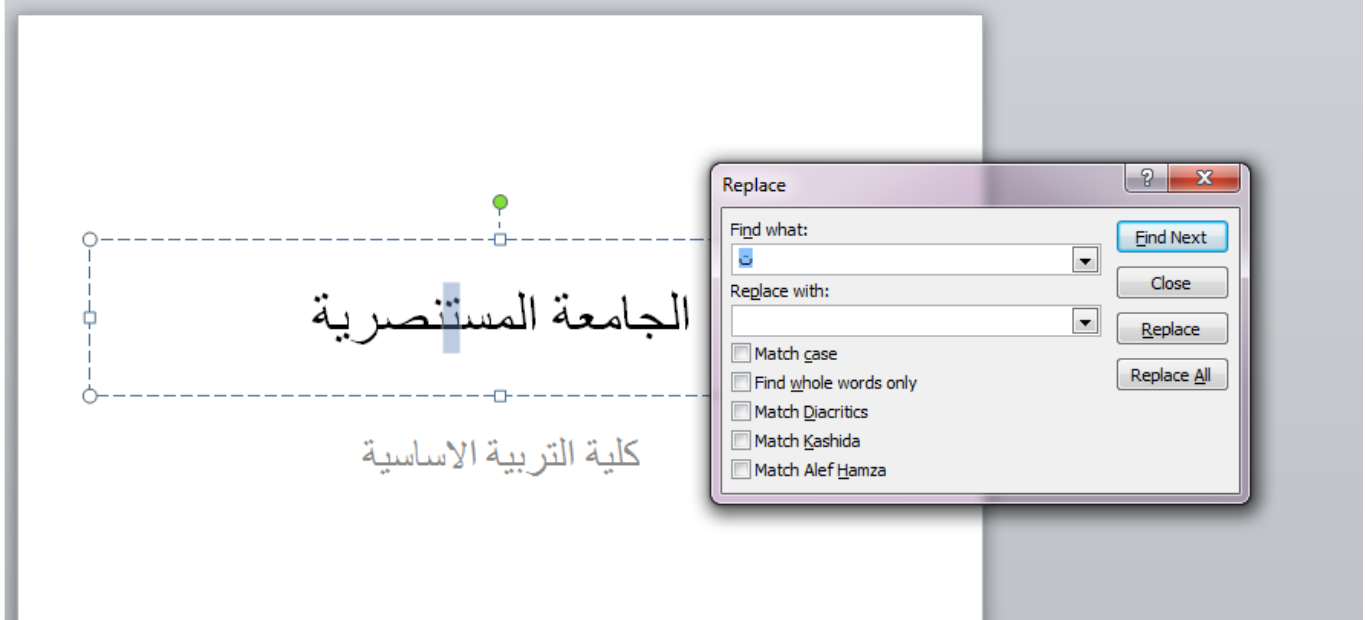 الجامعة المستنصرية
كلية التربية الاساسية
Replace
Find what:
ت
Replace with:
Match case
Find whole words only
Match Diacritics
Match Kashida
Match Alef Hamza
Find Next
Close
Replace
Replace All